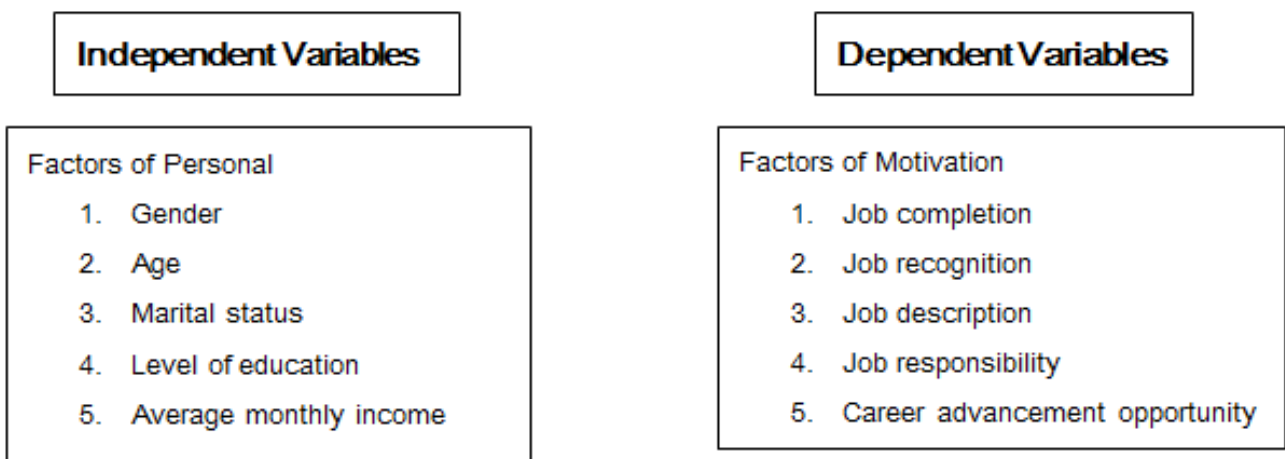 Independent Variables
Factors of Personal
1. Gender
2. Age
3. Marital status
4. Level of education
5. Average monthly income
Dependent Variables
Factors of Motivation
1. Job completion
2. Job recognition
3. Job description
4. Job responsibility
5. Career advancement opportunity